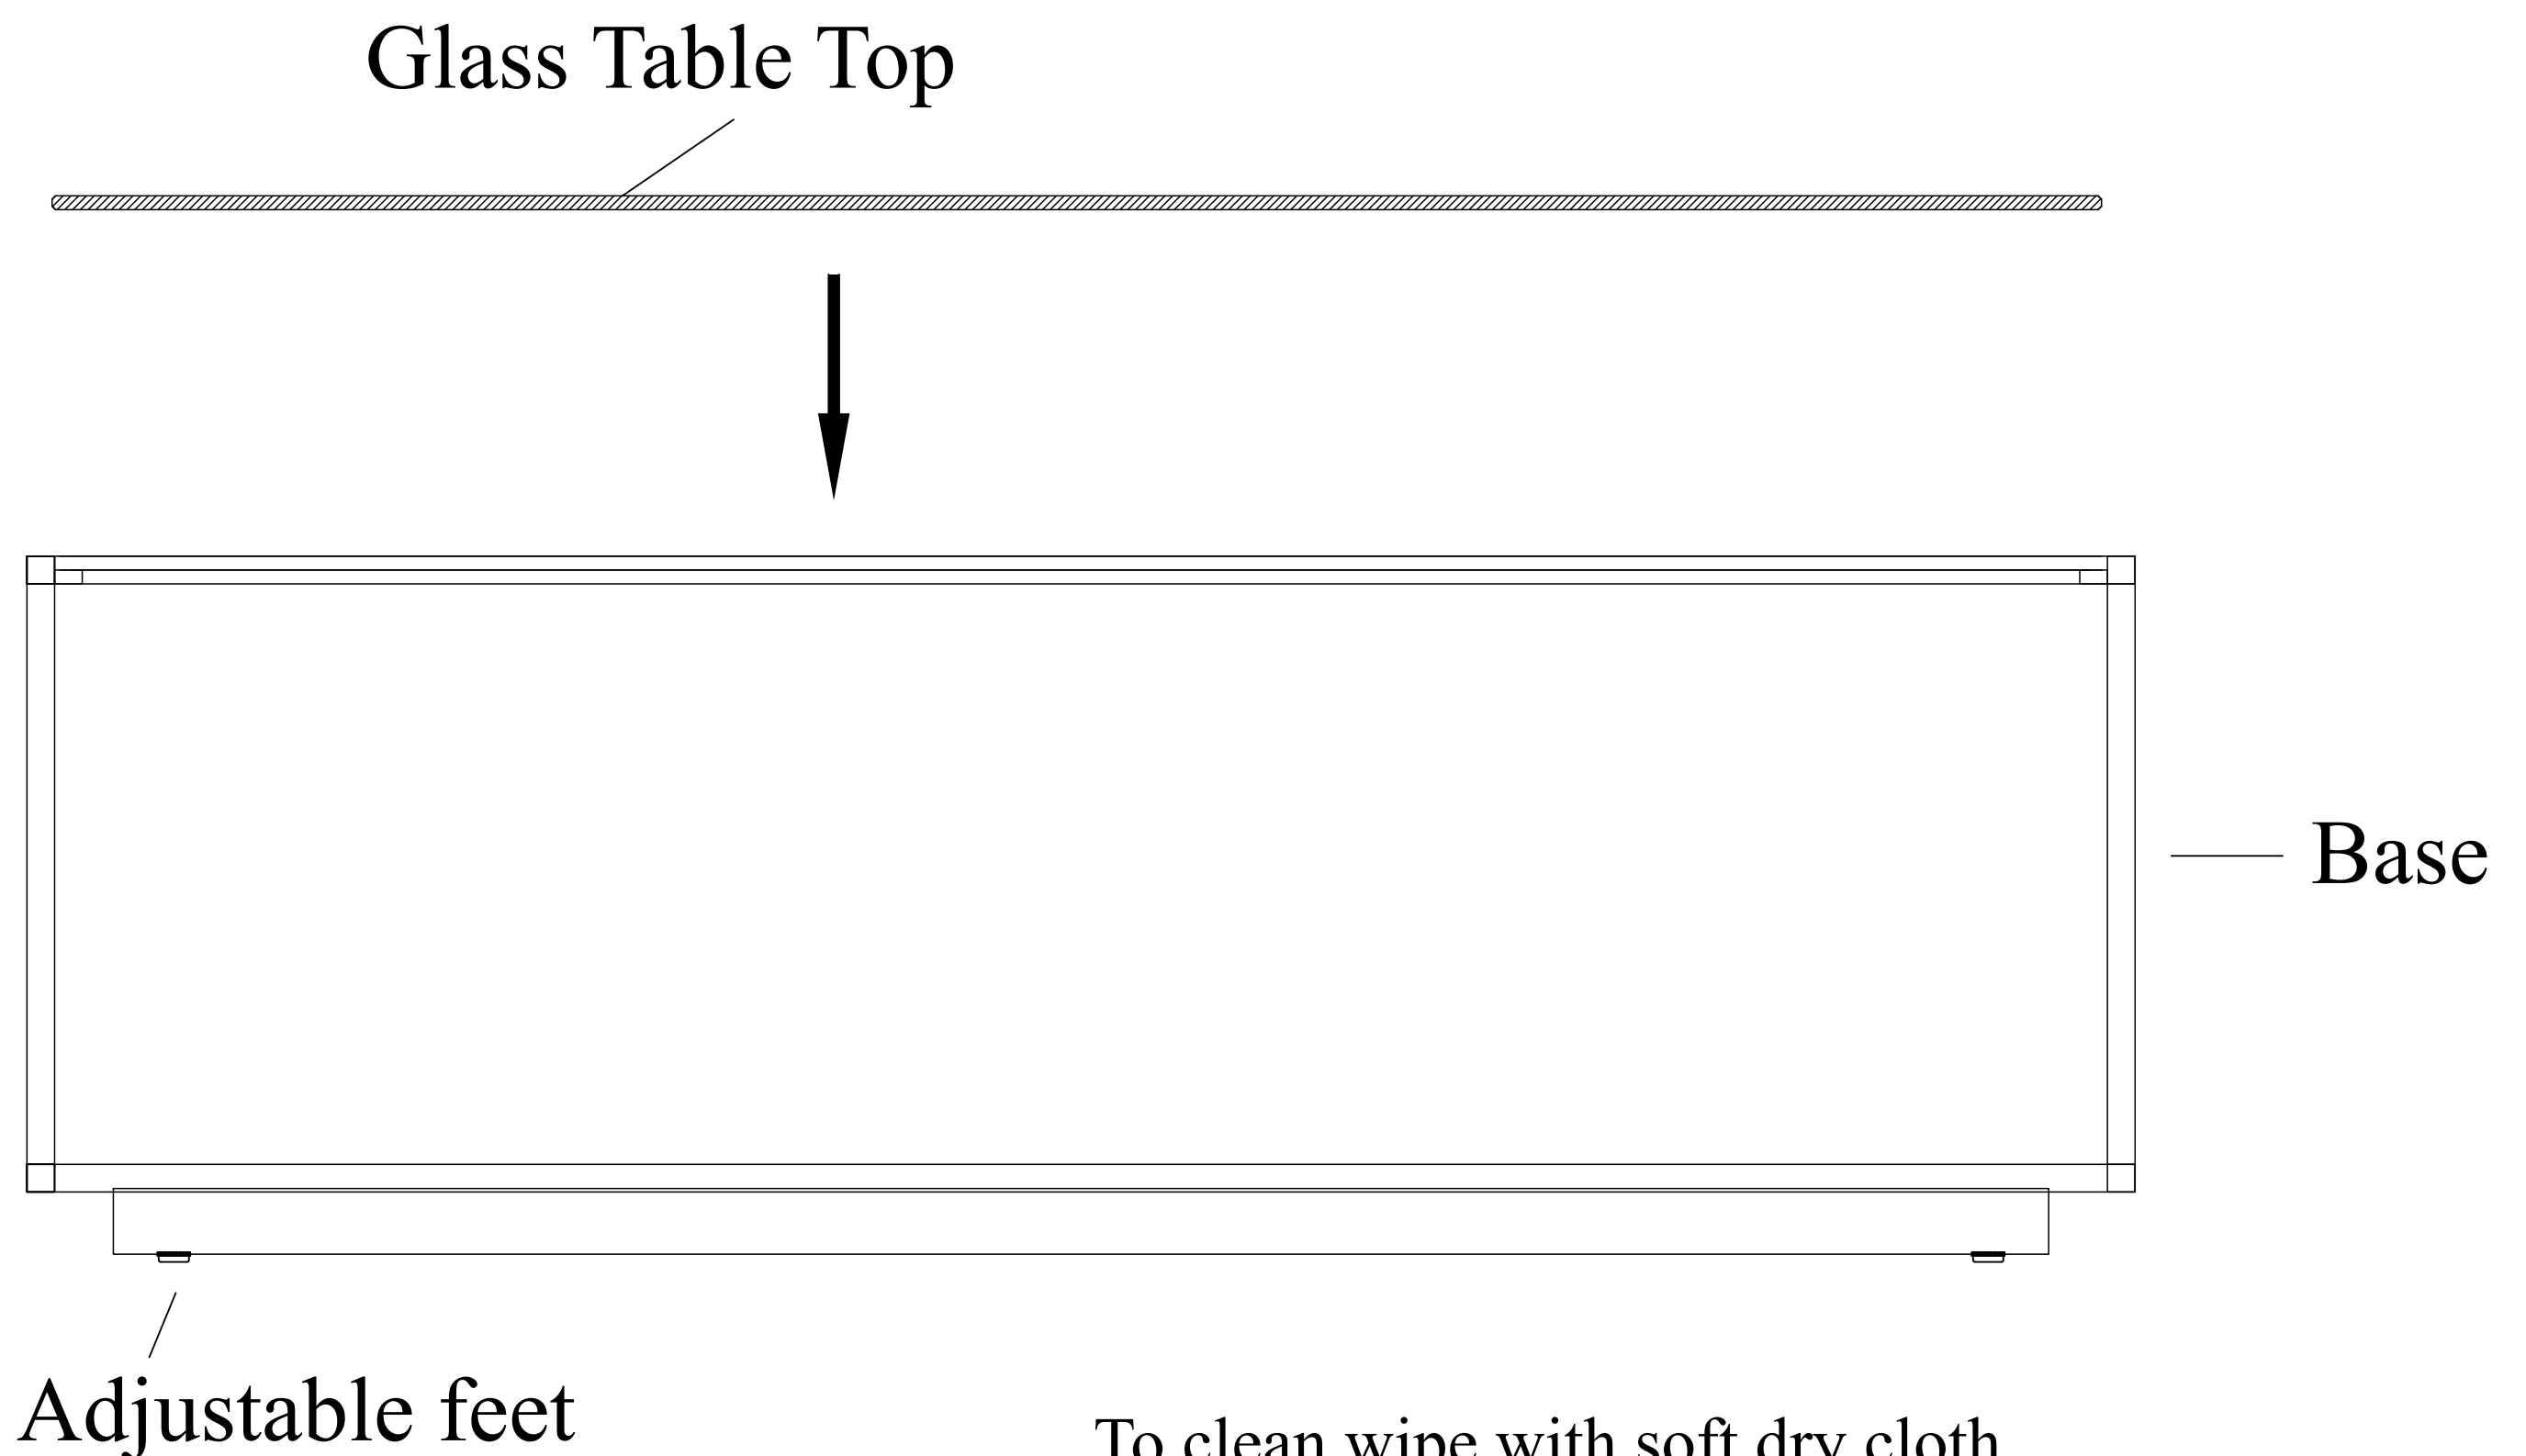 Glass Table Top
Base
Adjustable feet
To clean wipe with soft dry cloth